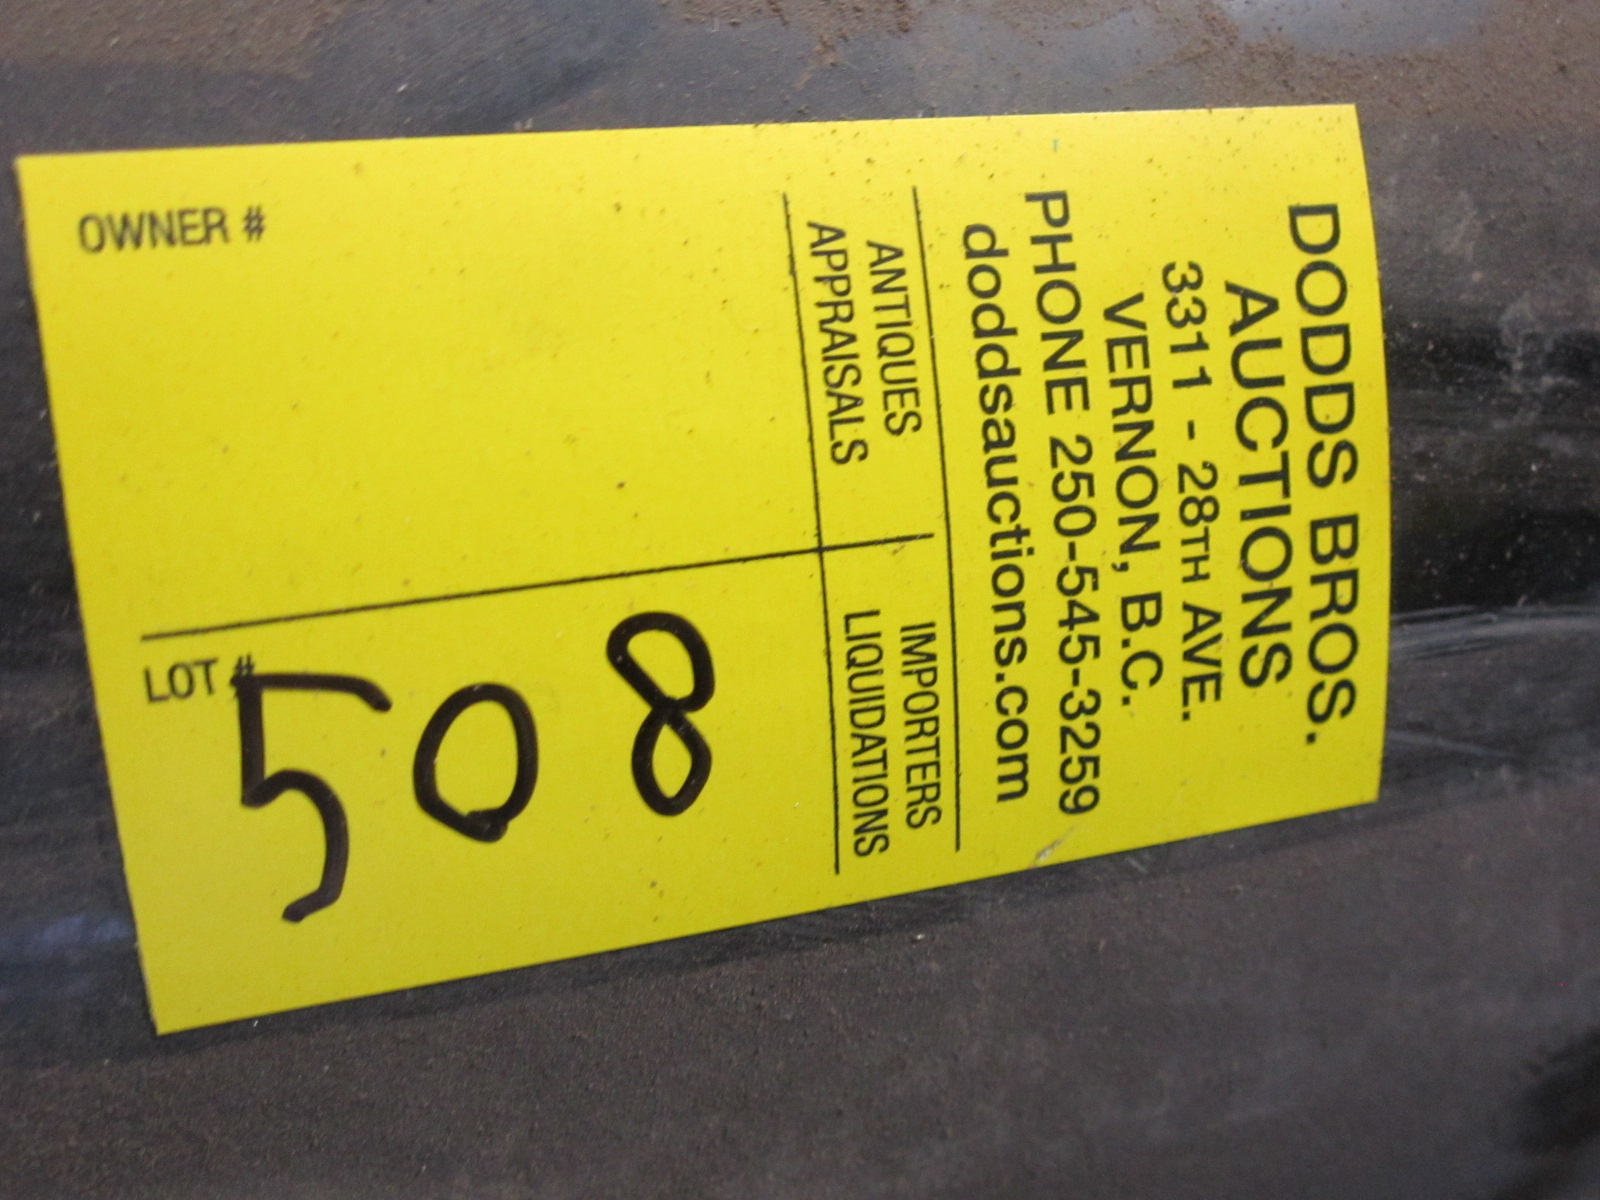 DODDS BROS.
AUCTIONS
3311 - 28TH AVE.
VERNON, B.C.
PHONE 250-545-3259
doddsauctions.com
ANTIQUES
APPRAISALS
IMPORTERS
LIQUIDATIONS
OWNER #
LOT # 508